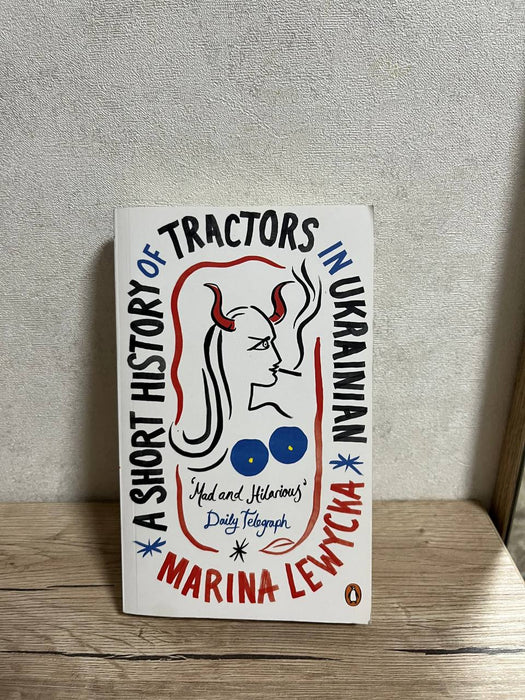 A SHORT HISTORY OF TRACTORS IN UKRAINIAN
'Mad and Hilarious'
Daily Telegraph
MARINA LEWYCKA